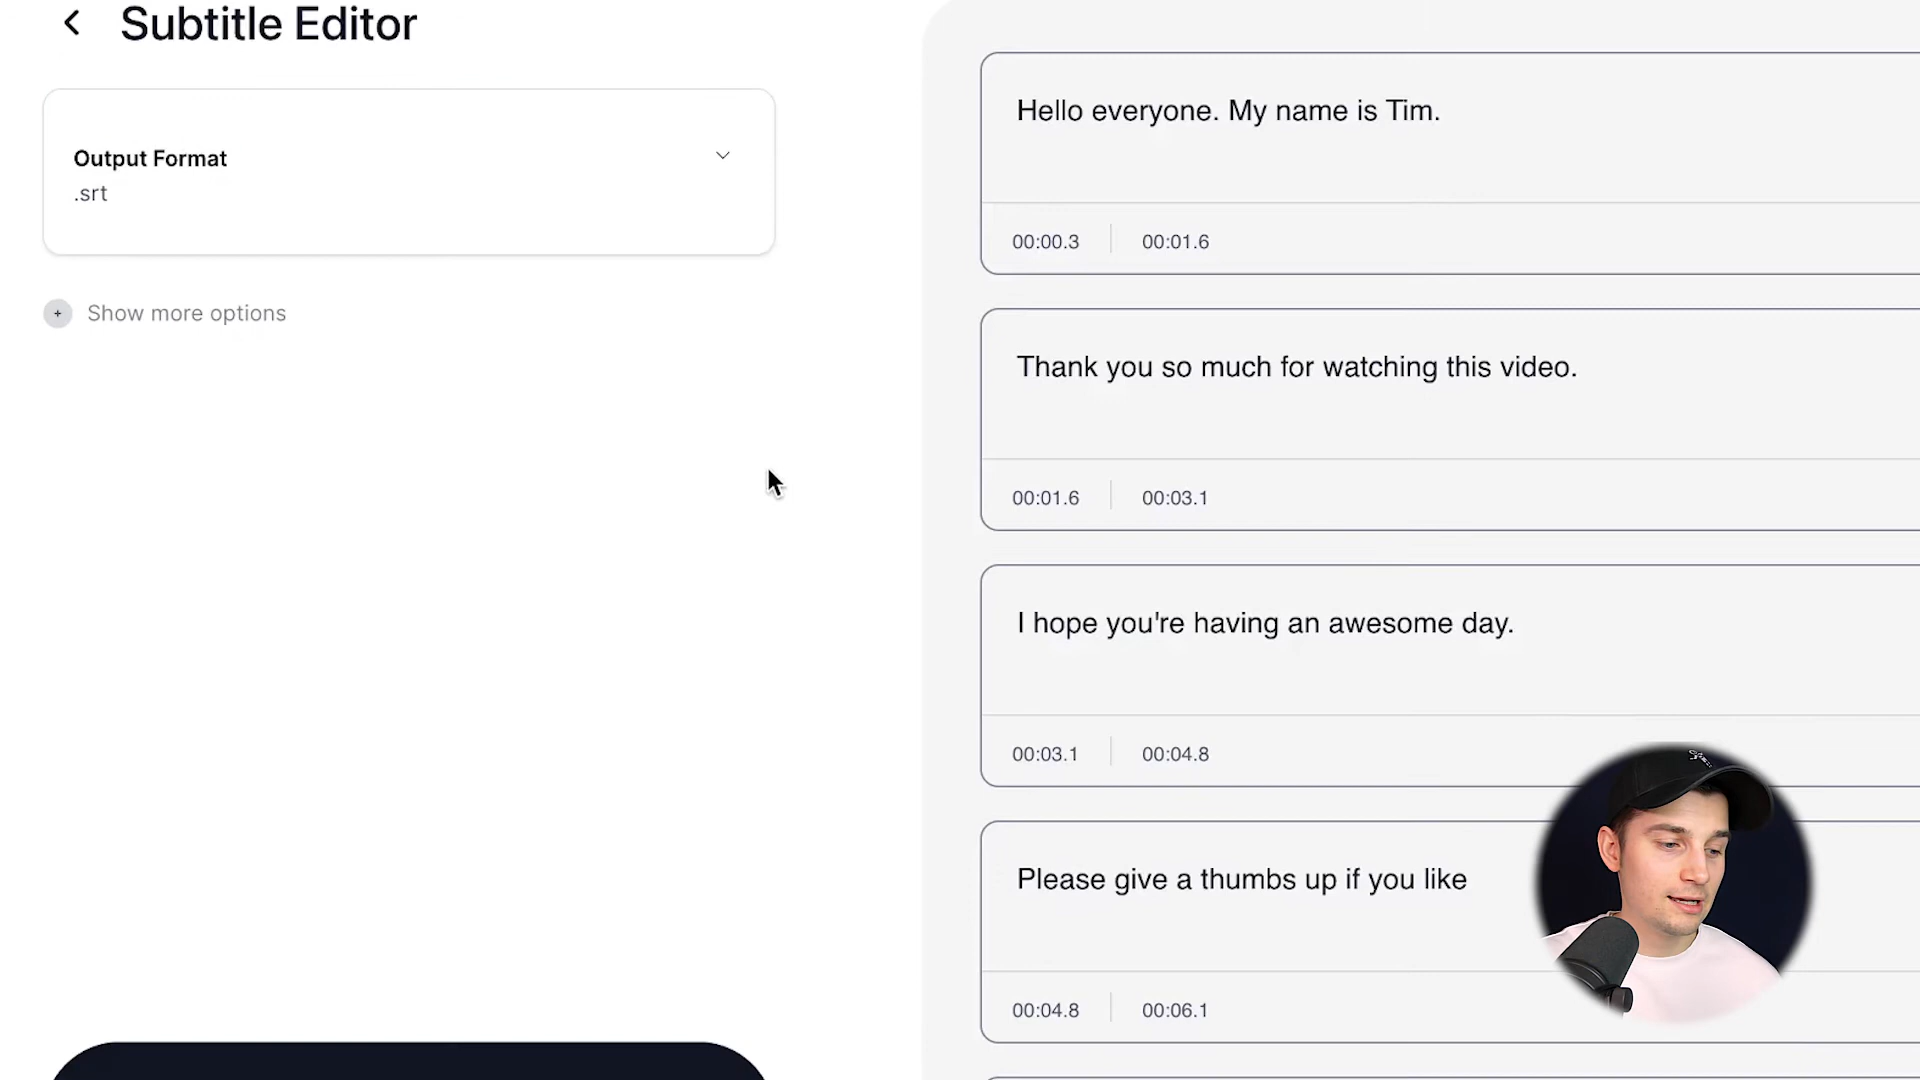 Subtitle Editor
Output Format
.srt
+ Show more options
Hello everyone. My name is Tim.
00:00.3 00:01.6
Thank you so much for watching this video.
00:01.6 00:03.1
I hope you're having an awesome day.
00:03.1 00:04.8
Please give a thumbs up if you like
00:04.8 00:06.1